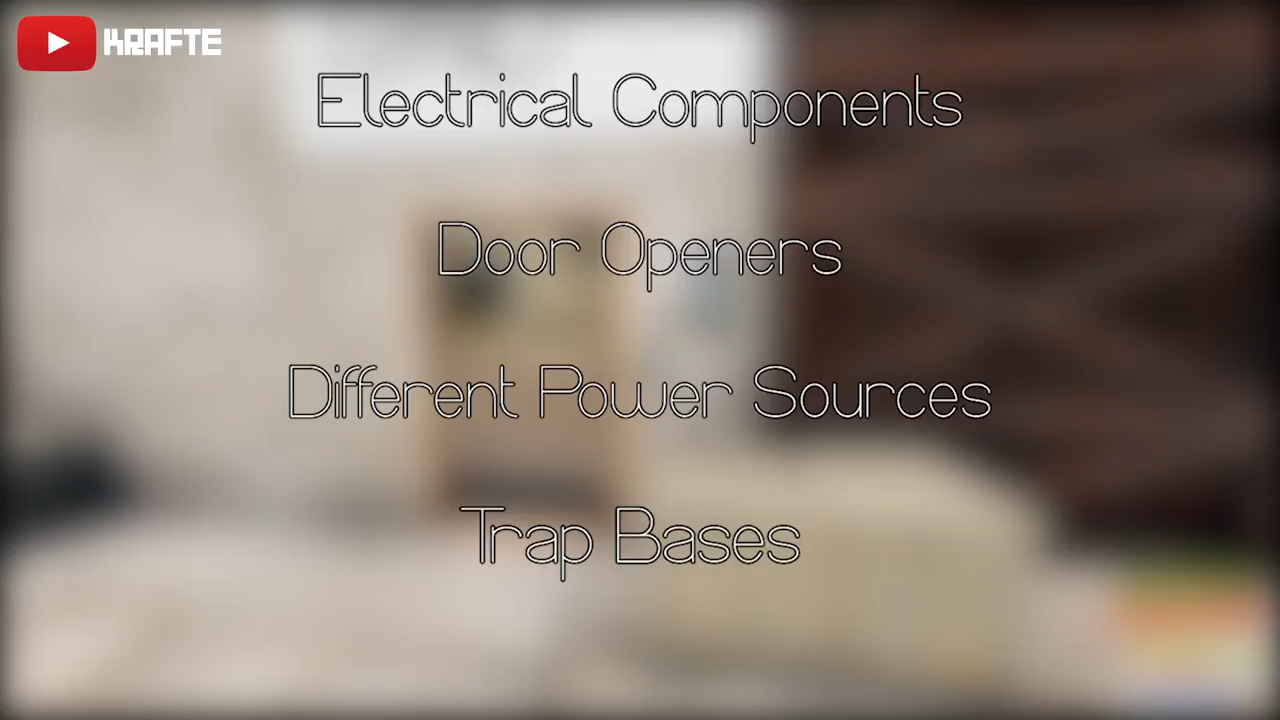 KRAFTE
Electrical Components
Door Openers
Different Power Sources
Trap Bases